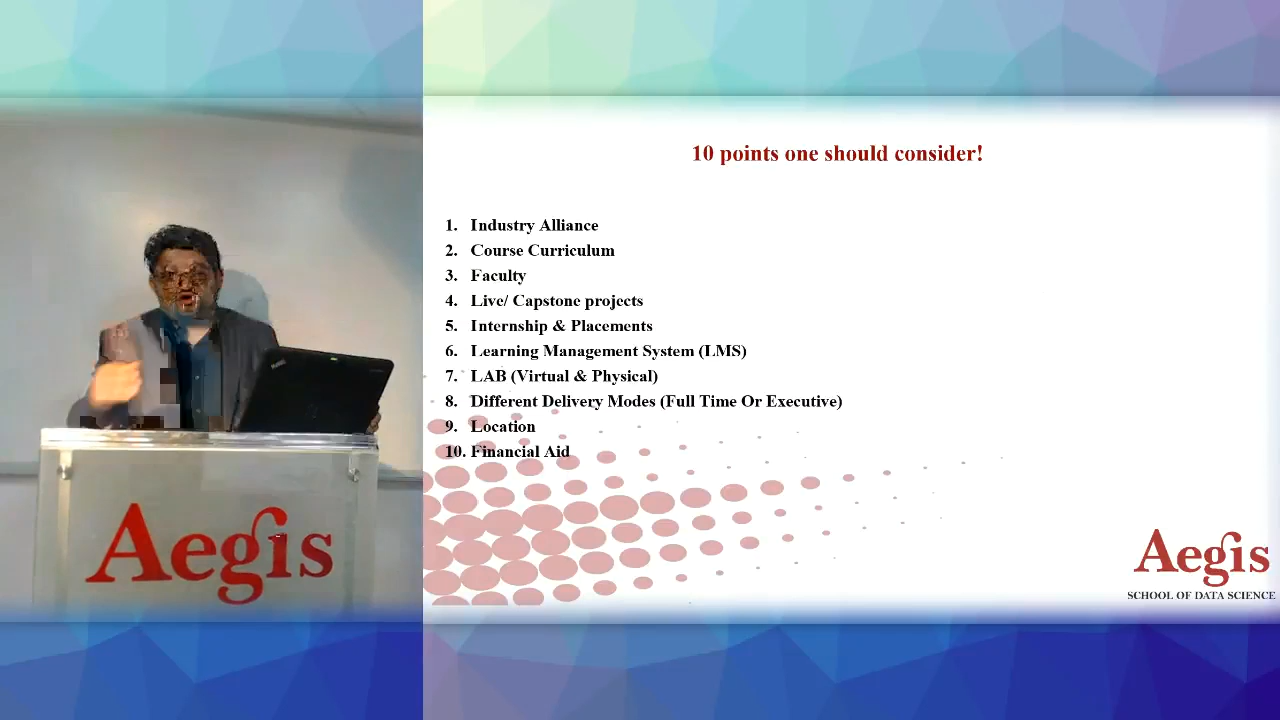 10 points one should consider!
1. Industry Alliance
2. Course Curriculum
3. Faculty
4. Live/ Capstone projects
5. Internship & Placements
6. Learning Management System (LMS)
7. LAB (Virtual & Physical)
8. Different Delivery Modes (Full Time Or Executive)
9. Location
10. Financial Aid
Aegis
Aegis
SCHOOL OF DATA SCIENCE